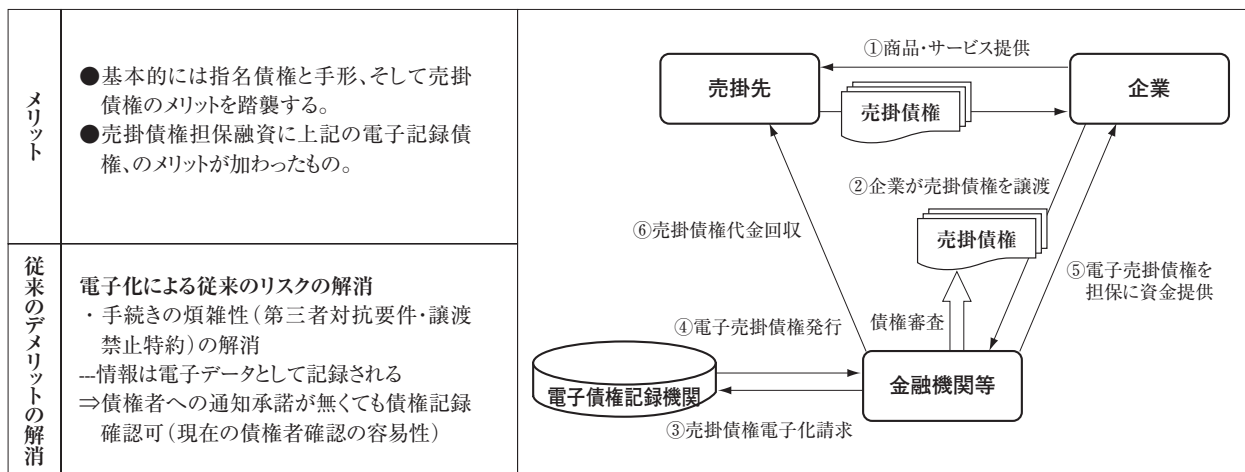 メリット
●基本的には指名債権と手形、そして売掛
債権のメリットを踏襲する。
●売掛債権担保融資に上記の電子記録債
権、のメリットが加わったもの。
従来のデメリットの解消
電子化による従来のリスクの解消
・手続きの煩雑性（第三者対抗要件・譲渡
禁止特約）の解消
---情報は電子データとして記録される
⇒債権者への通知承諾が無くても債権記録
確認可（現在の債権者確認の容易性）
①商品・サービス提供
売掛先
企業
売掛債権
②企業が売掛債権を譲渡
⑥売掛債権代金回収
売掛債権
⑤電子売掛債権を
担保に資金提供
④電子売掛債権発行
債権審査
電子債権記録機関
金融機関等
③売掛債権電子化請求